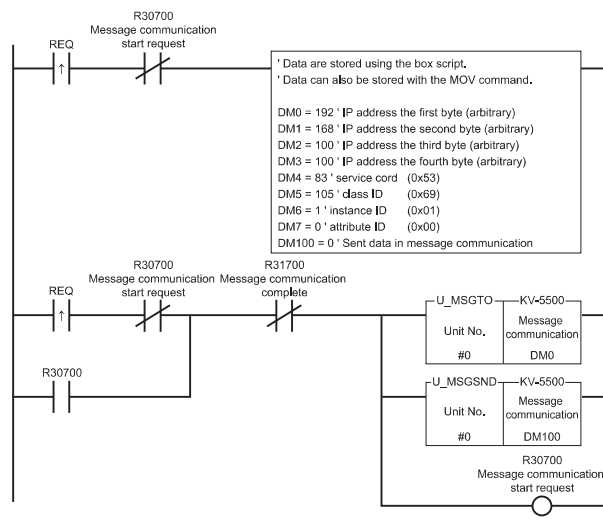 R30700
Message communication
start request
REQ
↑
' Data are stored using the box script.
' Data can also be stored with the MOV command.
DM0 = 192 ' IP address the first byte (arbitrary)
DM1 = 168 ' IP address the second byte (arbitrary)
DM2 = 100 ' IP address the third byte (arbitrary)
DM3 = 100 ' IP address the fourth byte (arbitrary)
DM4 = 83 ' service cord (0x53)
DM5 = 105 ' class ID (0x69)
DM6 = 1 ' instance ID (0x01)
DM7 = 0 ' attribute ID (0x00)
DM100 = 0 ' Sent data in message communication
R30700
Message communication
start request
R31700
Message communication
complete
REQ
↑
U_MSGTO KV-5500
Unit No. Message
communication
#0 DM0
R30700
U_MSGSND KV-5500
Unit No. Message
communication
#0 DM100
R30700
Message communication
start request